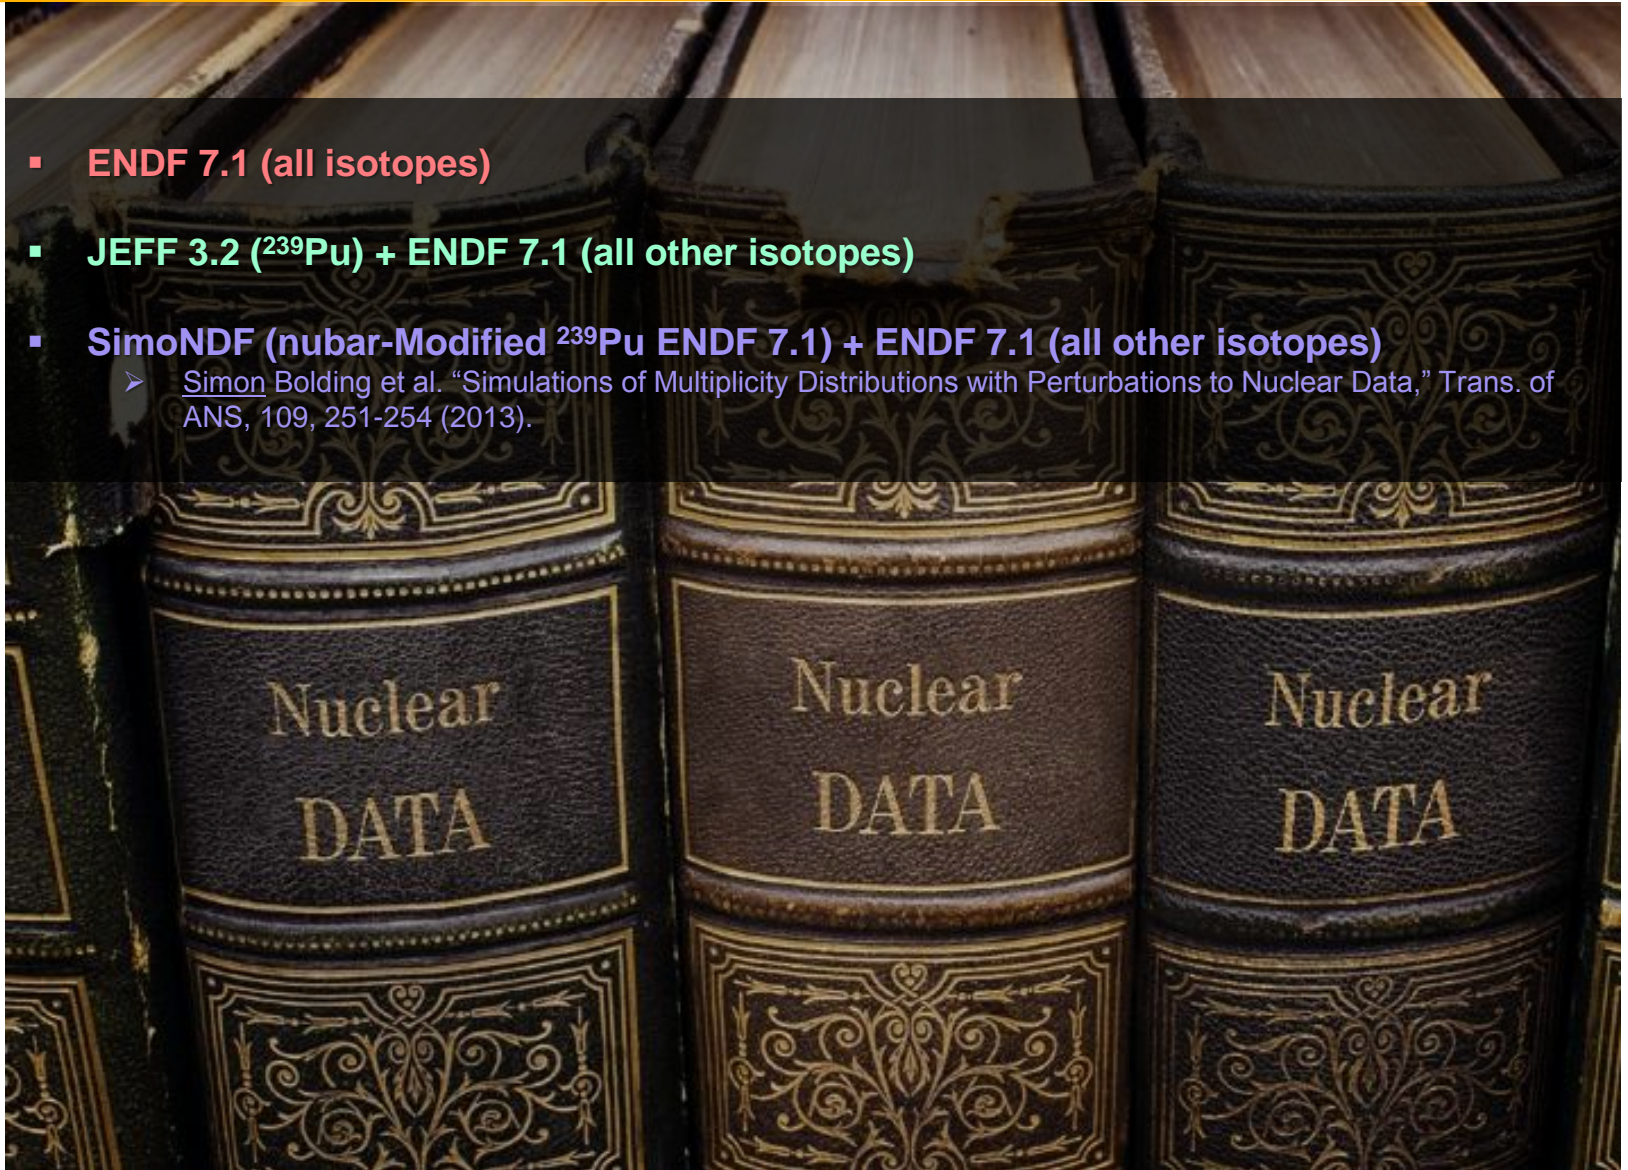 ▪ ENDF 7.1 (all isotopes)
▪ JEFF 3.2 (²³⁹Pu) + ENDF 7.1 (all other isotopes)
▪ SimoNDF (nubar-Modified ²³⁹Pu ENDF 7.1) + ENDF 7.1 (all other isotopes)
➢ Simon Bolding et al. “Simulations of Multiplicity Distributions with Perturbations to Nuclear Data,” Trans. of
ANS, 109, 251-254 (2013).
Nuclear
DATA
Nuclear
DATA
Nuclear
DATA